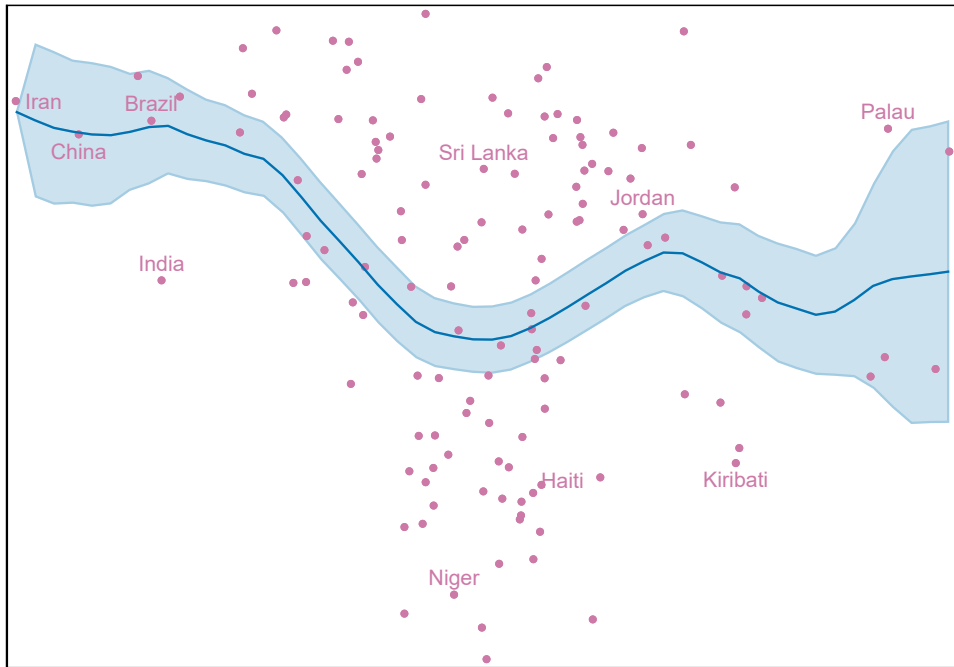 Iran
Brazil
Palau
China
Sri Lanka
Jordan
India
Haiti
Kiribati
Niger